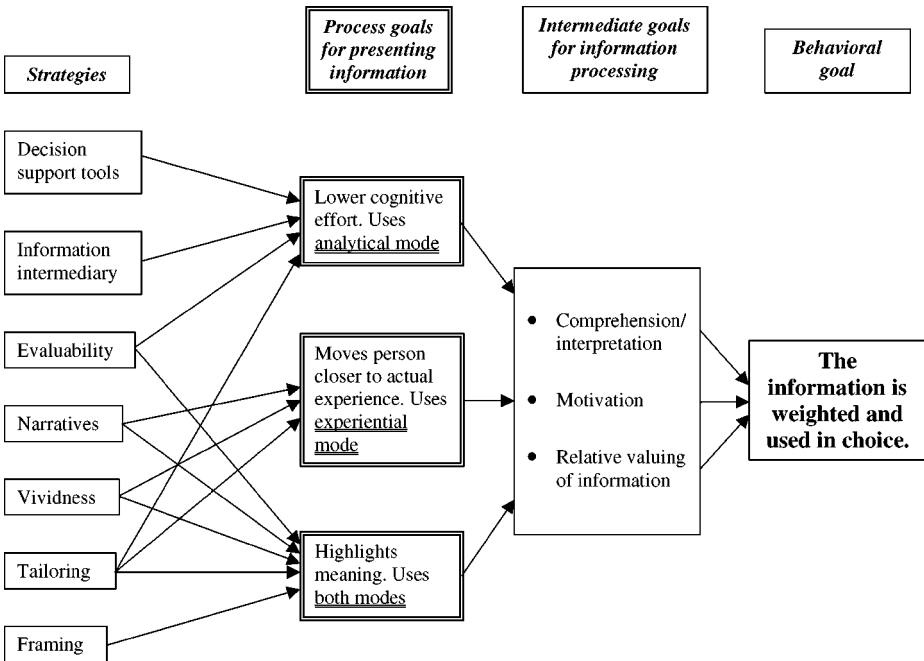 Strategies
Process goals
for presenting
information
Intermediate goals
for information
processing
Behavioral
goal
Decision
support tools
Information
intermediary
Evaluability
Narratives
Vividness
Tailoring
Framing
Lower cognitive
effort. Uses
analytical mode
Moves person
closer to actual
experience. Uses
experiential
mode
Highlights
meaning. Uses
both modes
• Comprehension/
interpretation
• Motivation
• Relative valuing
of information
The
information is
weighted and
used in choice.